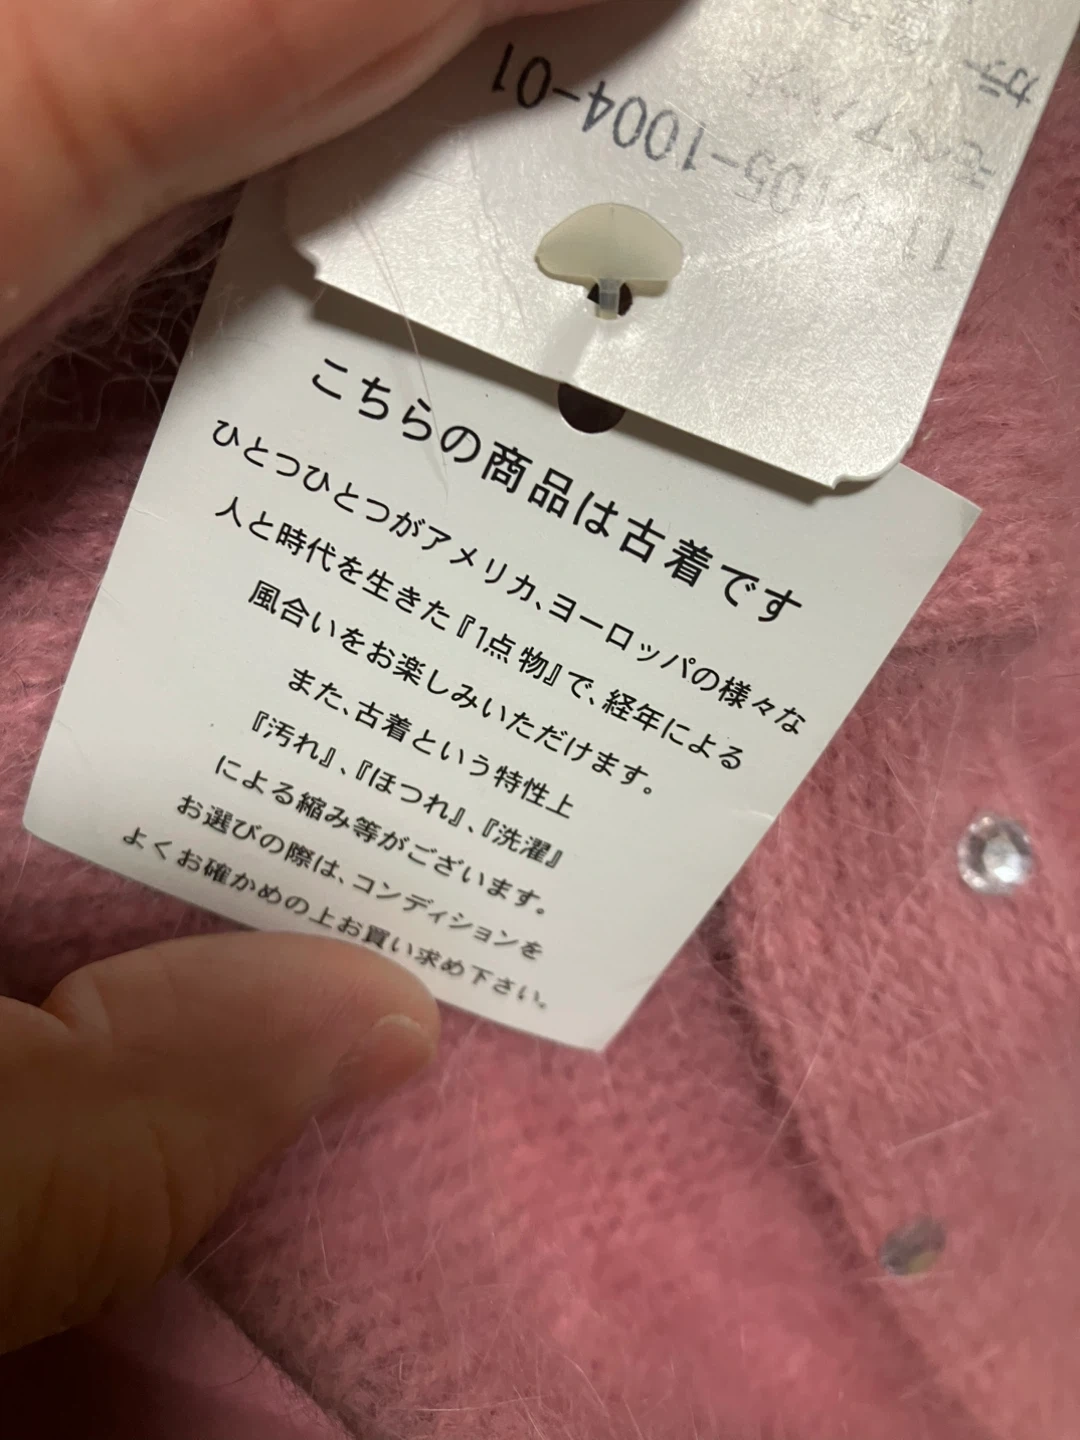 1004-01
カラー
こちらの商品は古着です
ひとつひとつがアメリカ、ヨーロッパの様々な
人と時代を生きた『1点物』で、経年による
風合いをお楽しみいただけます。
また、古着という特性上
『汚れ』、『ほつれ』、『洗濯』
による縮み等がございます。
お選びの際は、コンディションを
よくお確かめの上お買い求め下さい。